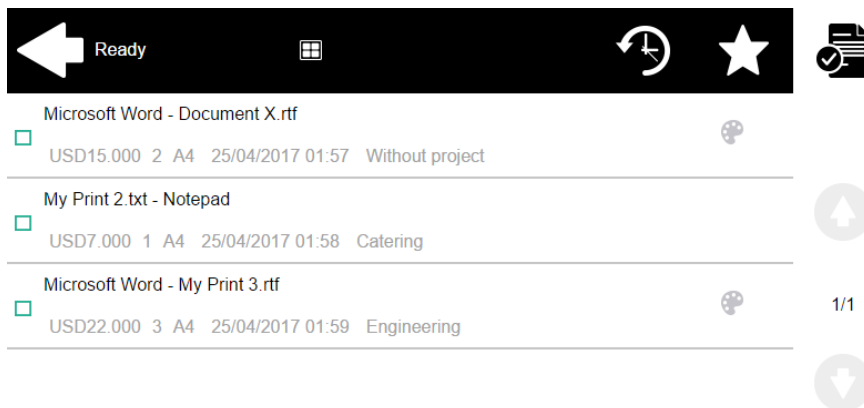 Ready
Microsoft Word - Document X.rtf
USD15.000 2 A4 25/04/2017 01:57 Without project
My Print 2.txt - Notepad
USD7.000 1 A4 25/04/2017 01:58 Catering
Microsoft Word - My Print 3.rtf
1/1
USD22.000 3 A4 25/04/2017 01:59 Engineering